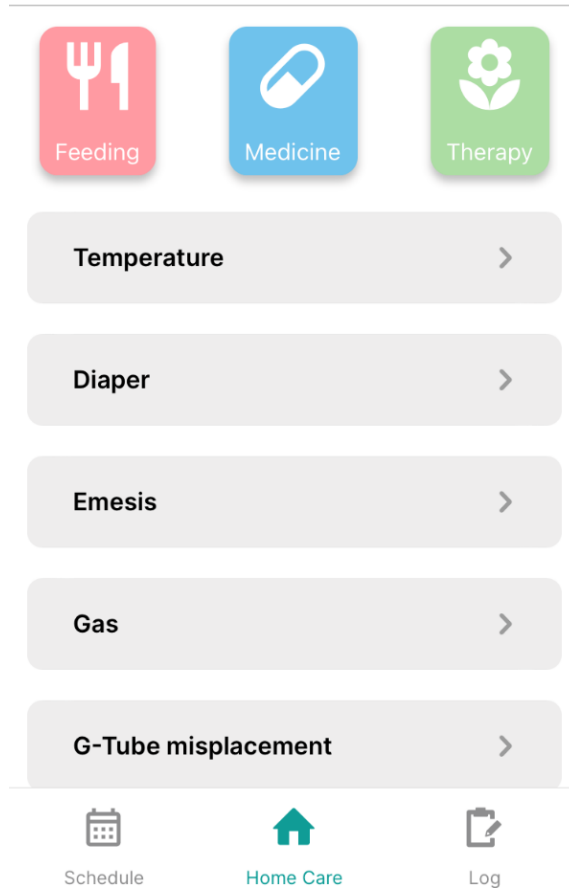 Feeding
Medicine
Therapy
Temperature
Diaper
Emesis
Gas
G-Tube misplacement
Schedule
Home Care
Log